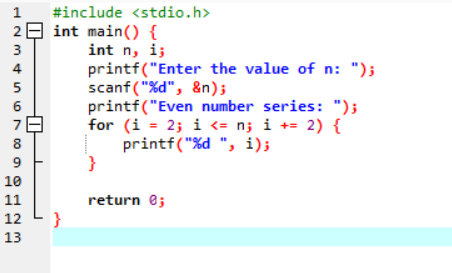 1 #include <stdio.h>
2 int main() {
3 int n, i;
4 printf("Enter the value of n: ");
5 scanf("%d", &n);
6 printf("Even number series: ");
7 for (i = 2; i <= n; i += 2) {
8 printf("%d ", i);
9 }
10
11 return 0;
12 }
13